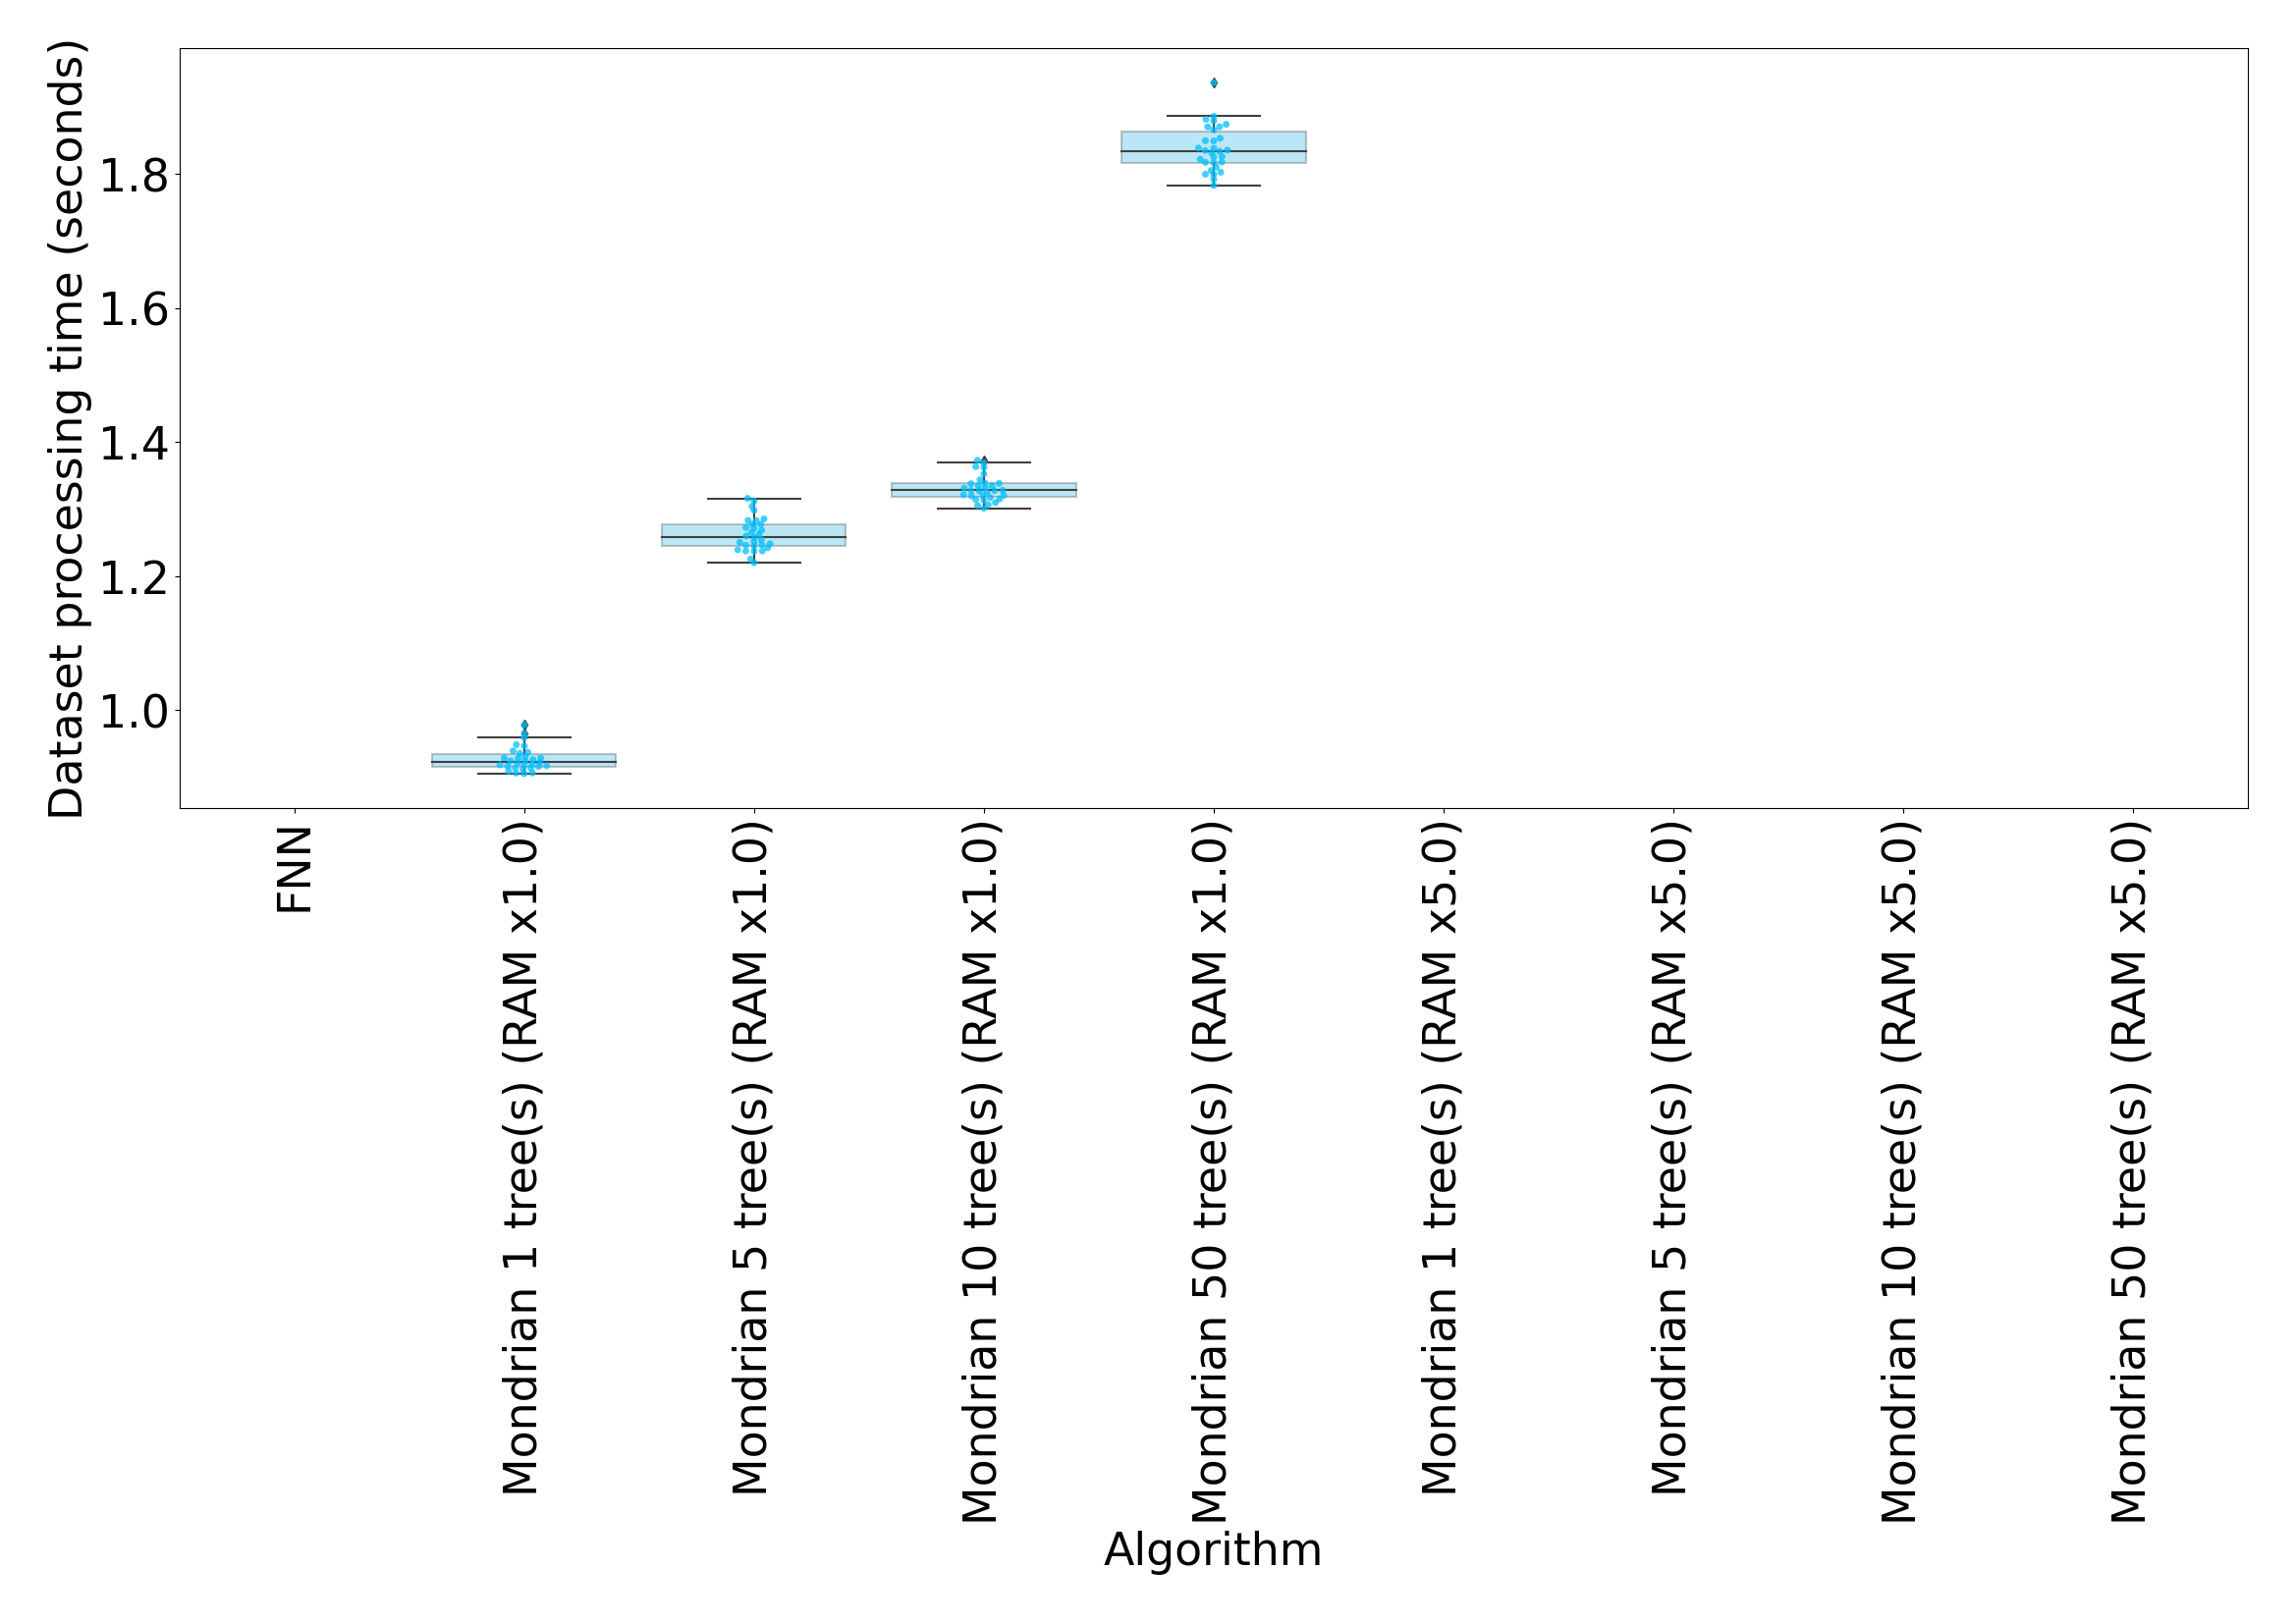 Dataset processing time (seconds)
1.8
1.6
1.4
1.2
1.0
FNN
Mondrian 1 tree(s) (RAM x1.0)
Mondrian 5 tree(s) (RAM x1.0)
Mondrian 10 tree(s) (RAM x1.0)
Mondrian 50 tree(s) (RAM x1.0)
Mondrian 1 tree(s) (RAM x5.0)
Mondrian 5 tree(s) (RAM x5.0)
Mondrian 10 tree(s) (RAM x5.0)
Mondrian 50 tree(s) (RAM x5.0)
Algorithm